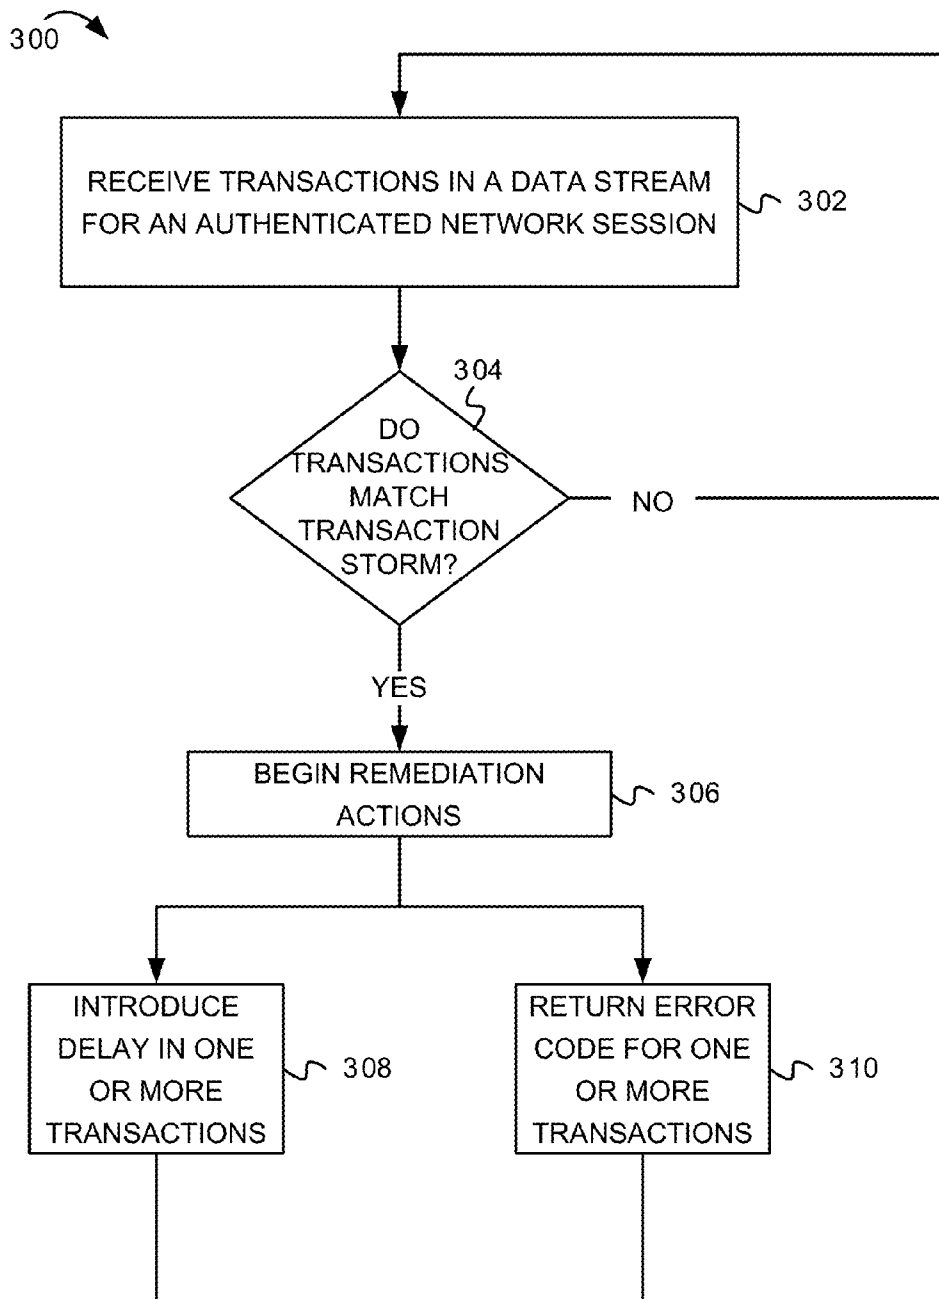 300
RECEIVE TRANSACTIONS IN A DATA STREAM
FOR AN AUTHENTICATED NETWORK SESSION
302
304
DO
TRANSACTIONS
MATCH
TRANSACTION
STORM?
NO
YES
BEGIN REMEDIATION
ACTIONS
306
INTRODUCE
DELAY IN ONE
OR MORE
TRANSACTIONS
308
RETURN ERROR
CODE FOR ONE
OR MORE
TRANSACTIONS
310